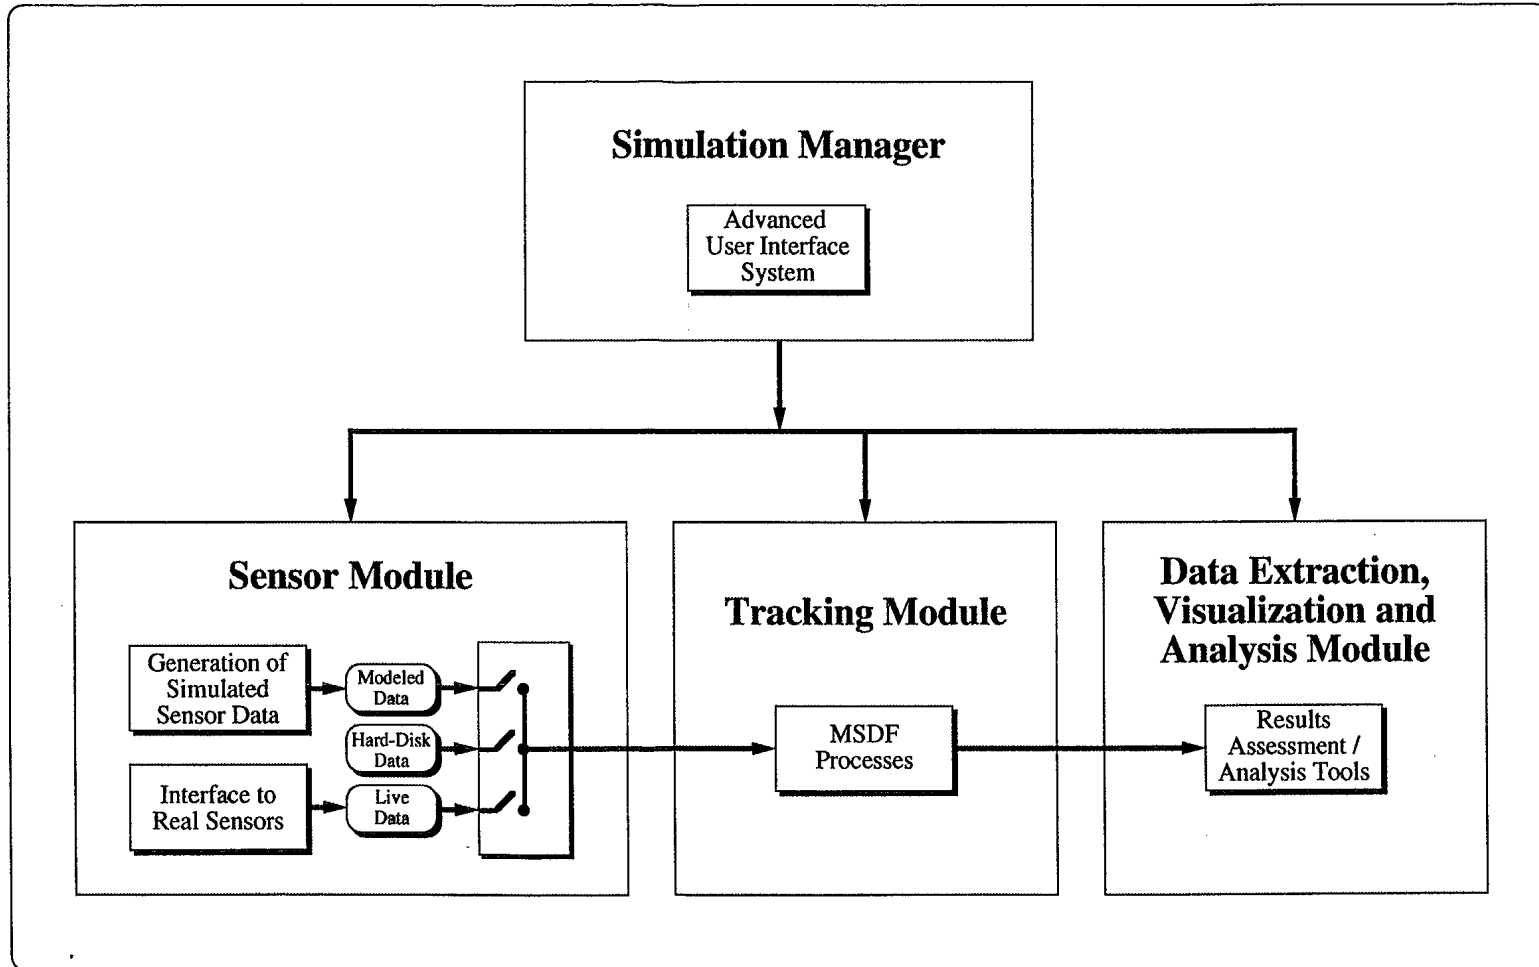 Simulation Manager
Advanced
User Interface
System
Sensor Module
Generation of
Simulated
Sensor Data
Modeled
Data
Hard-Disk
Data
Interface to
Real Sensors
Live
Data
Tracking Module
MSDF
Processes
Data Extraction,
Visualization and
Analysis Module
Results
Assessment /
Analysis Tools